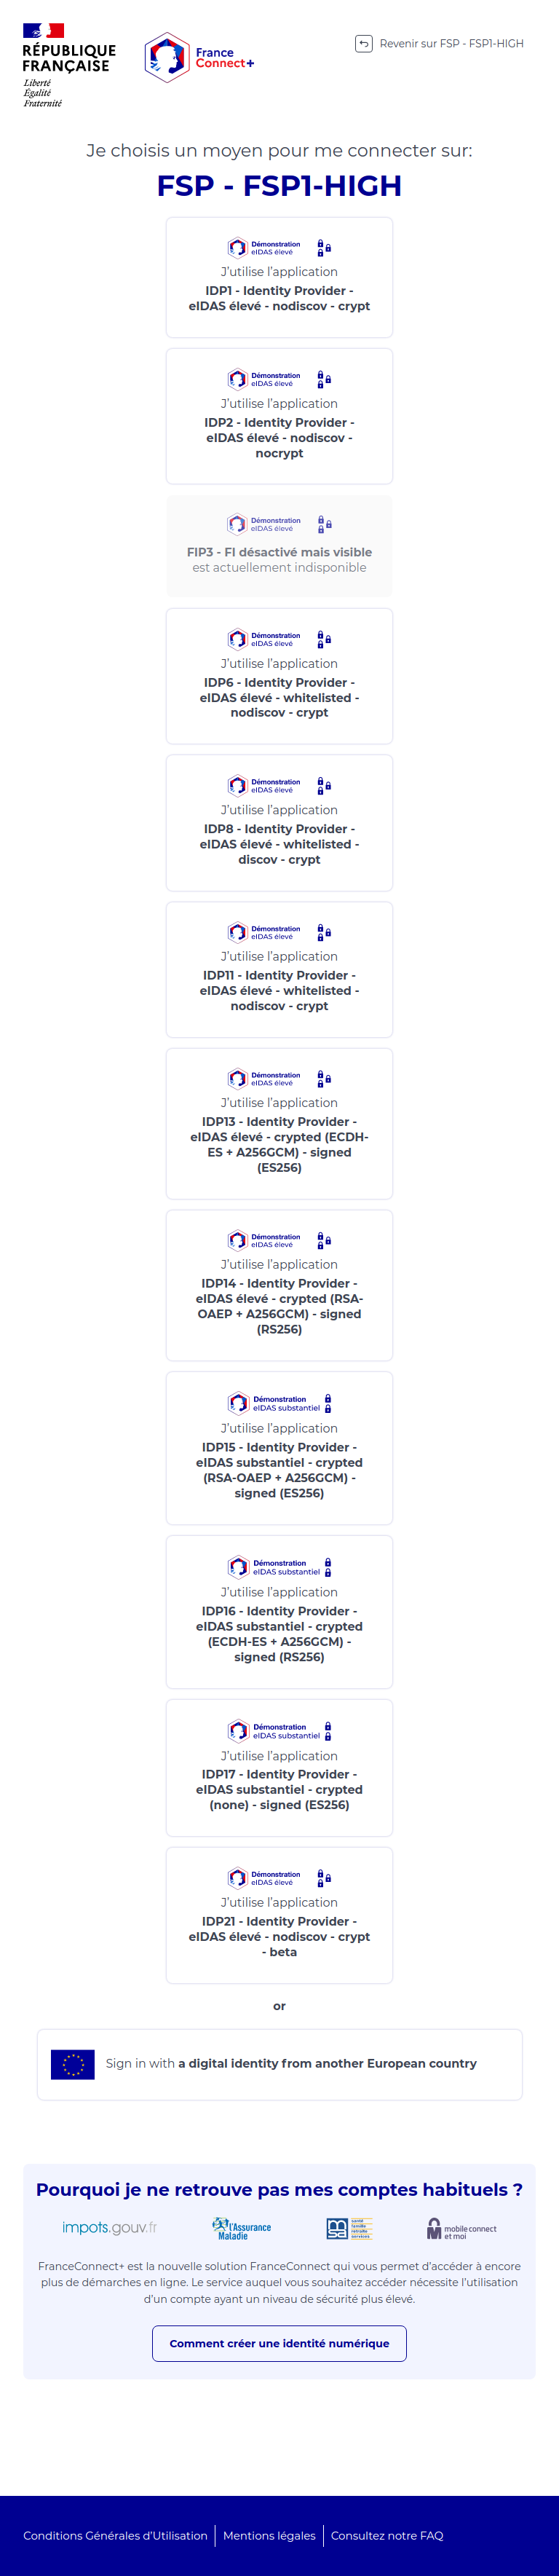 RÉPUBLIQUE
FRANÇAISE
Liberté
Égalité
Fraternité
France
Connect+
Revenir sur FSP - FSP1-HIGH
Je choisis un moyen pour me connecter sur:
FSP - FSP1-HIGH
Démonstration
eIDAS élevé
J’utilise l’application
IDP1 - Identity Provider -
eIDAS élevé - nodiscov - crypt
Démonstration
eIDAS élevé
J’utilise l’application
IDP2 - Identity Provider -
eIDAS élevé - nodiscov -
nocrypt
Démonstration
eIDAS élevé
FIP3 - FI désactivé mais visible
est actuellement indisponible
Démonstration
eIDAS élevé
J’utilise l’application
IDP6 - Identity Provider -
eIDAS élevé - whitelisted -
nodiscov - crypt
Démonstration
eIDAS élevé
J’utilise l’application
IDP8 - Identity Provider -
eIDAS élevé - whitelisted -
discov - crypt
Démonstration
eIDAS élevé
J’utilise l’application
IDP11 - Identity Provider -
eIDAS élevé - whitelisted -
nodiscov - crypt
Démonstration
eIDAS élevé
J’utilise l’application
IDP13 - Identity Provider -
eIDAS élevé - crypted (ECDH-
ES + A256GCM) - signed
(ES256)
Démonstration
eIDAS élevé
J’utilise l’application
IDP14 - Identity Provider -
eIDAS élevé - crypted (RSA-
OAEP + A256GCM) - signed
(RS256)
Démonstration
eIDAS substantiel
J’utilise l’application
IDP15 - Identity Provider -
eIDAS substantiel - crypted
(RSA-OAEP + A256GCM) -
signed (ES256)
Démonstration
eIDAS substantiel
J’utilise l’application
IDP16 - Identity Provider -
eIDAS substantiel - crypted
(ECDH-ES + A256GCM) -
signed (RS256)
Démonstration
eIDAS substantiel
J’utilise l’application
IDP17 - Identity Provider -
eIDAS substantiel - crypted
(none) - signed (ES256)
Démonstration
eIDAS élevé
J’utilise l’application
IDP21 - Identity Provider -
eIDAS élevé - nodiscov - crypt
- beta
or
Sign in with a digital identity from another European country
Pourquoi je ne retrouve pas mes comptes habituels ?
impots.gouv.fr
l'Assurance
Maladie
santé
famille
retraite
services
mobile connect
et moi
FranceConnect+ est la nouvelle solution FranceConnect qui vous permet d’accéder à encore
plus de démarches en ligne. Le service auquel vous souhaitez accéder nécessite l’utilisation
d’un compte ayant un niveau de sécurité plus élevé.
Comment créer une identité numérique
Conditions Générales d’Utilisation
Mentions légales
Consultez notre FAQ